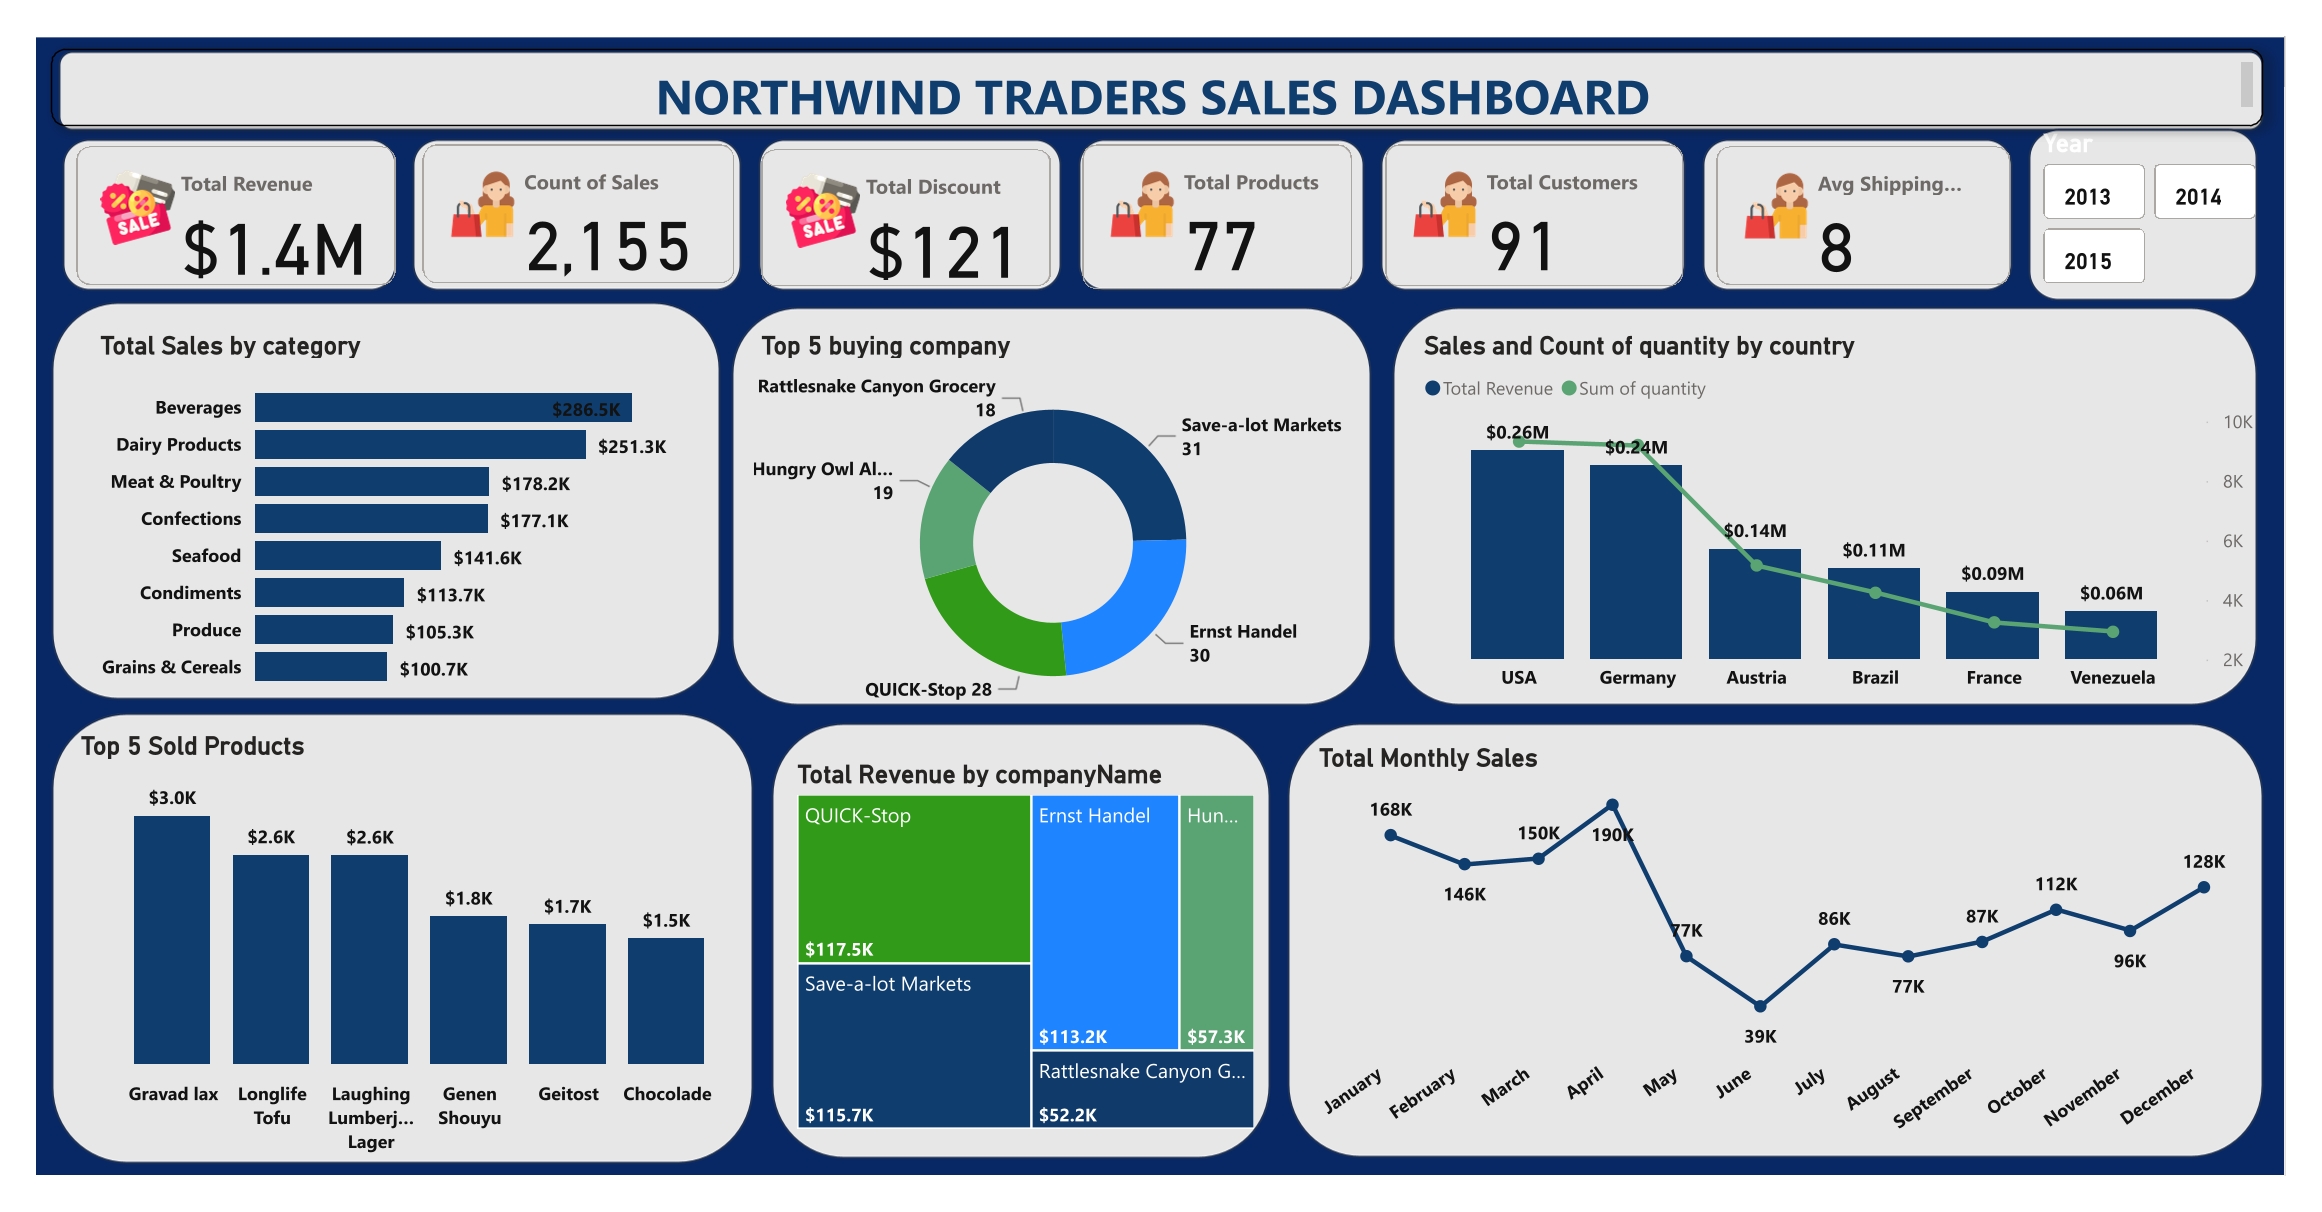 NORTHWIND TRADERS SALES DASHBOARD
Total Revenue
$1.4M
SALE
Count of Sales
2,155
Total Discount
$121
SALE
Total Products
77
Total Customers
91
Avg Shipping...
8
Year
2013
2014
2015
Total Sales by category
Beverages
$286.5K
Dairy Products
$251.3K
Meat & Poultry
$178.2K
Confections
$177.1K
Seafood
$141.6K
Condiments
$113.7K
Produce
$105.3K
Grains & Cereals
$100.7K
Top 5 buying company
Rattlesnake Canyon Grocery
18
Save-a-lot Markets
31
Hungry Owl Al...
19
Ernst Handel
30
QUICK-Stop 28
Sales and Count of quantity by country
Total Revenue
Sum of quantity
10K
8K
6K
4K
2K
$0.26M
$0.24M
$0.14M
$0.11M
$0.09M
$0.06M
USA
Germany
Austria
Brazil
France
Venezuela
Top 5 Sold Products
$3.0K
$2.6K
$2.6K
$1.8K
$1.7K
$1.5K
Gravad lax
Longlife
Tofu
Laughing
Lumberj...
Lager
Genen
Shouyu
Geitost
Chocolade
Total Revenue by companyName
QUICK-Stop
$117.5K
Save-a-lot Markets
$115.7K
Ernst Handel
$113.2K
Hun...
$57.3K
Rattlesnake Canyon G...
$52.2K
Total Monthly Sales
168K
146K
150K
190K
77K
39K
86K
77K
87K
112K
96K
128K
January
February
March
April
May
June
July
August
September
October
November
December